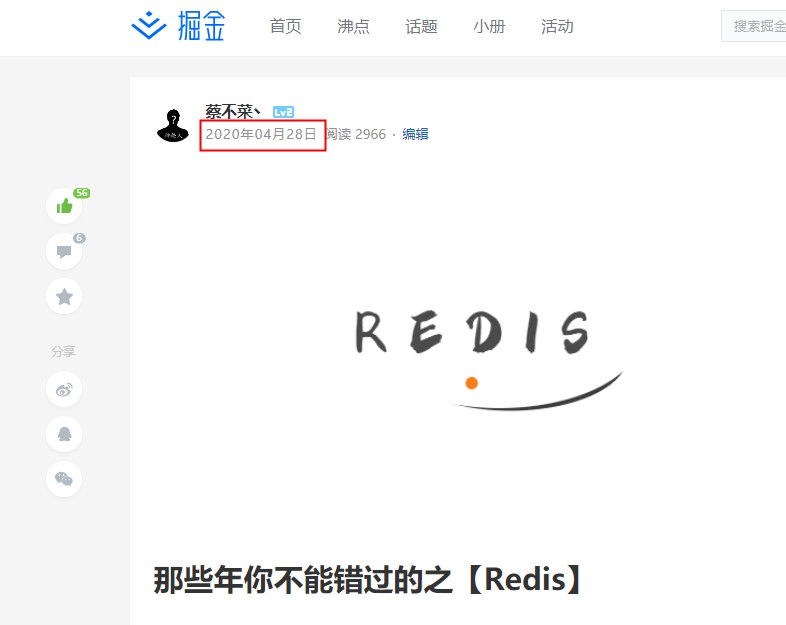 掘金 首页 沸点 话题 小册 活动 搜索掘金
蔡不菜丶 Lv2
2020年04月28日 阅读 2966 · 编辑
56
6
分享
REDIS
那些年你不能错过的之【Redis】